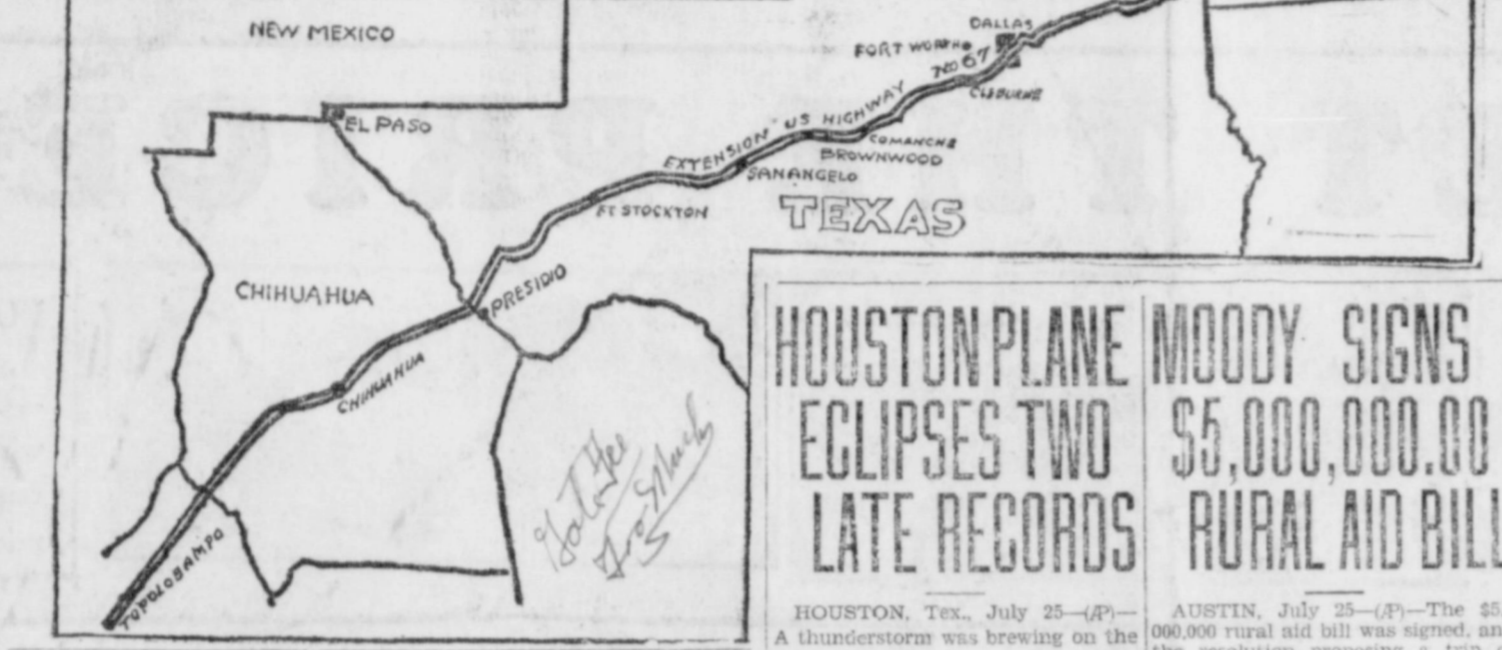 NEW MEXICO
DALLAS
FORT WORTH
EL PASO
EXTENSION US HIGHWAY No 67
CLEBURNE
COMANCHE
BROWNWOOD
SAN ANGELO
FT STOCKTON
TEXAS
CHIHUAHUA
PRESIDIO
CHIHUAHUA
TOPOLOBAMPO
HOUSTON PLANE
ECLIPSES TWO
LATE RECORDS
HOUSTON, Tex., July 25—(AP)—
A thunderstorm was brewing on the
MOODY SIGNS
$5,000,000.00
RURAL AID BILL
AUSTIN, July 25—(AP)—The $5,
000,000 rural aid bill was signed, an